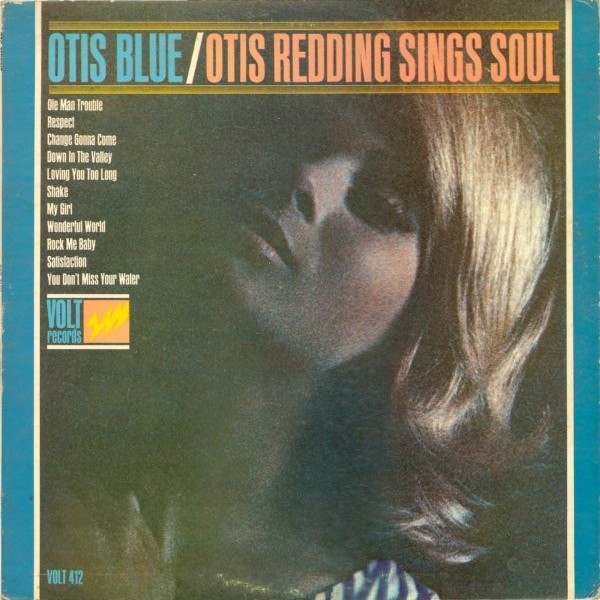 OTIS BLUE/OTIS REDDING SINGS SOUL
Ole Man Trouble
Respect
Change Gonna Come
Down In The Valley
Loving You Too Long
Shake
My Girl
Wonderful World
Rock Me Baby
Satisfaction
You Don't Miss Your Water
VOLT
records
VOLT 412